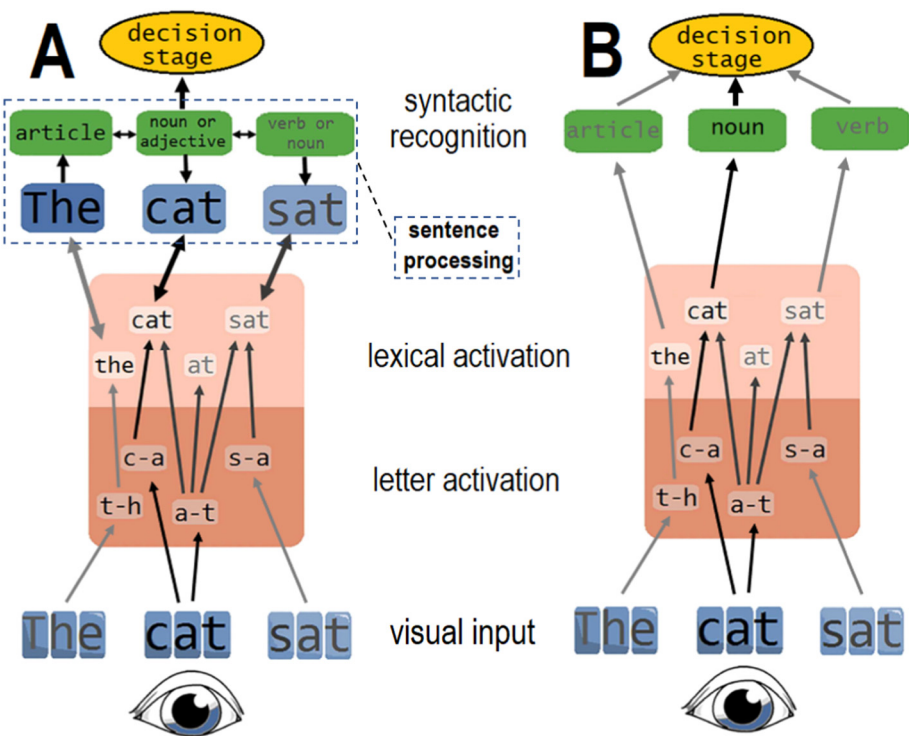 A
decision
stage
article
noun or
adjective
verb or
noun
The
cat
sat
sentence
processing
cat
sat
the
at
c-a
s-a
t-h
a-t
The
cat
sat
syntactic
recognition
lexical activation
letter activation
visual input
B
decision
stage
article
noun
verb
cat
sat
the
at
c-a
s-a
t-h
a-t
The
cat
sat